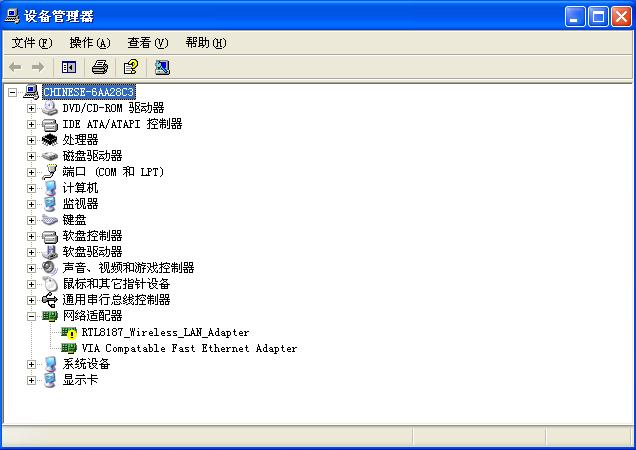 设备管理器
文件(F) 操作(A) 查看(V) 帮助(H)
CHINESE-6AA28C3
DVD/CD-ROM 驱动器
IDE ATA/ATAPI 控制器
处理器
磁盘驱动器
端口 (COM 和 LPT)
计算机
监视器
键盘
软盘控制器
软盘驱动器
声音、视频和游戏控制器
鼠标和其它指针设备
通用串行总线控制器
网络适配器
RTL8187_Wireless_LAN_Adapter
VIA Compatable Fast Ethernet Adapter
系统设备
显示卡